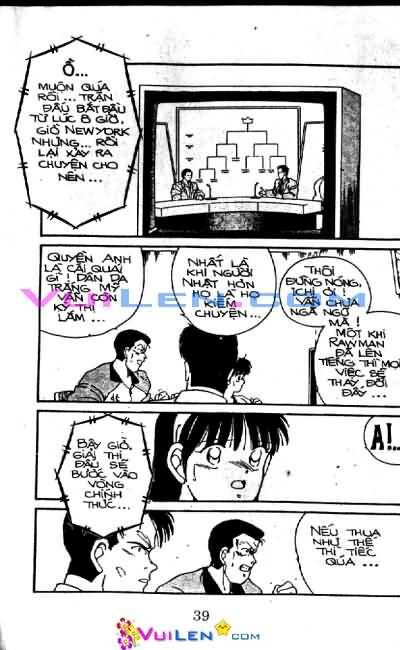 Ồ...
MUỘN QUÁ
RỒI... TRẬN
ĐẤU BẮT ĐẦU
TỪ LÚC 8 GIỜ,
GIỜ NEWYORK
NHƯNG... RỒI
LẠI XẢY RA
CHUYỆN CHO
NÊN...
QUYỀN ANH
LÀ CÁI QUÁI
GÌ! DÂN DA
TRẮNG MỸ
VẪN CÒN
KỲ THỊ
LẮM...
NHẤT LÀ
KHI NGƯỜI
NHẬT HƠN
HỌ LÀ HỌ
KIẾM
CHUYỆN...
THÔI
ĐỪNG NÓNG,
ICHI ƠI!
VẪN CHƯA
NGÃ NGŨ
MÀ!
MỘT KHI
RAWMAN
ĐÃ LÊN
TIẾNG THÌ MỌI
VIỆC SẼ
THAY ĐỔI
ĐẤY...
BÂY GIỜ,
GIẢI THI
ĐẤU SẼ
BƯỚC VÀO
VÒNG
CHÍNH
THỨC...
A!..
NẾU THUA
NHƯ THẾ
THÌ TIẾC
QUÁ...
39
VUILEN.COM
VUILEN COM